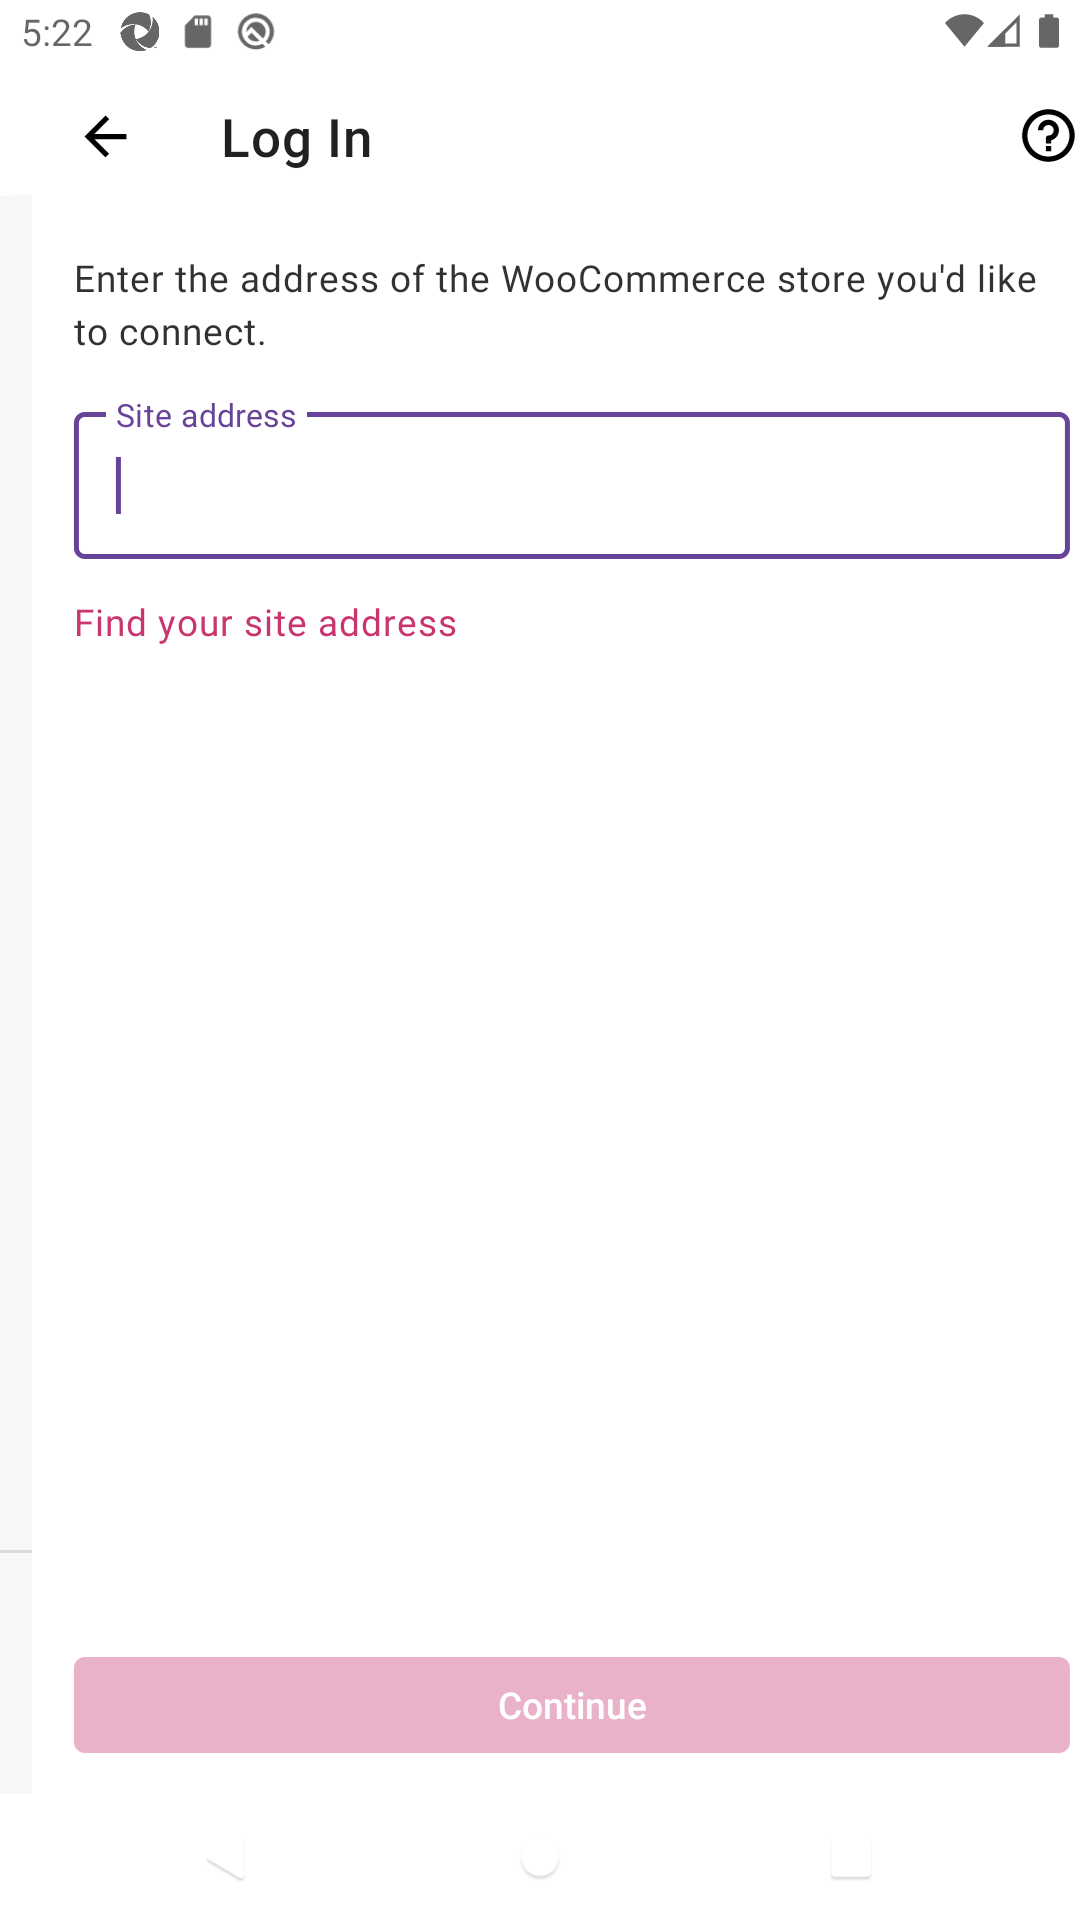 5:22
Log In
Enter the address of the WooCommerce store you'd like
to connect.
Site address
Find your site address
Continue